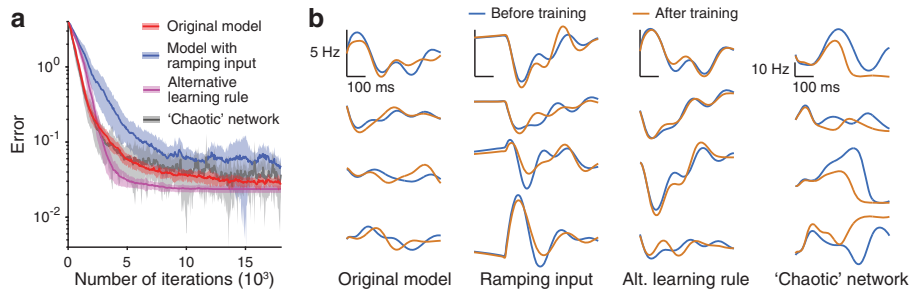 a
Original model
Model with
ramping input
Alternative
learning rule
'Chaotic' network
Error
10⁰
10⁻¹
10⁻²
0
5
10
15
Number of iterations (10³)
b
Before training
After training
5 Hz
100 ms
10 Hz
100 ms
Original model
Ramping input
Alt. learning rule
'Chaotic' network